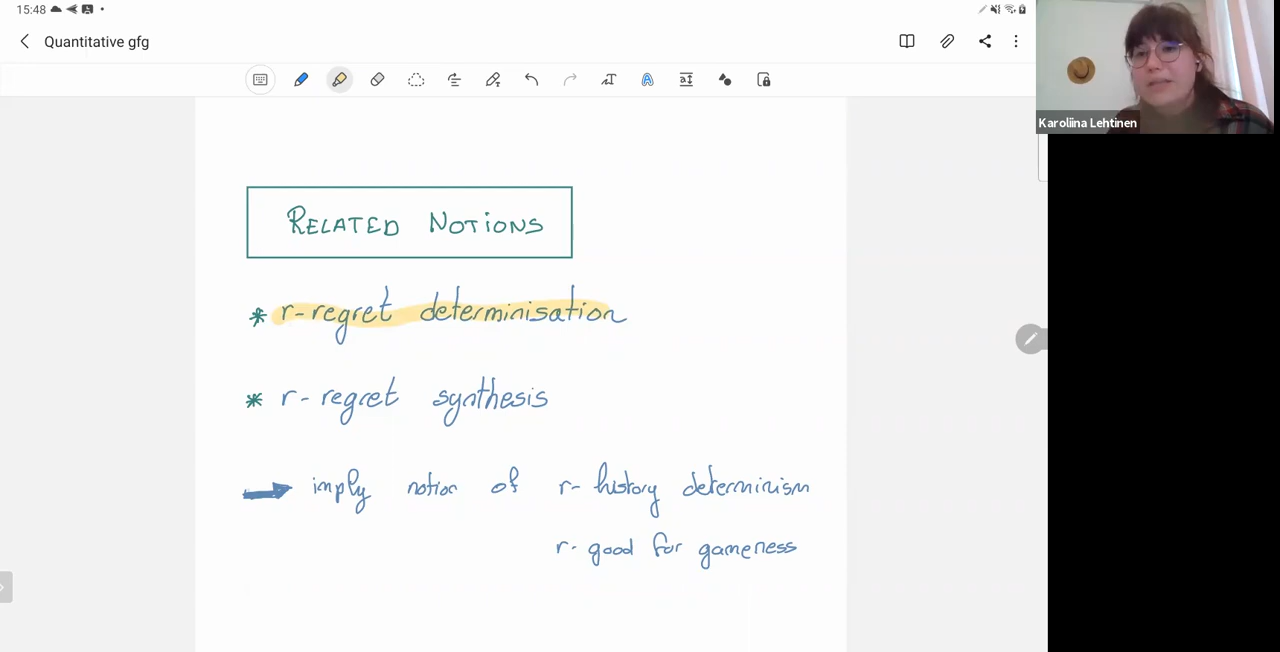 15:48
Quantitative gfg
Karoliina Lehtinen
RELATED NOTIONS
* r-regret determinisation
* r-regret synthesis
→ imply notion of r-history determinism
r-good for gameness